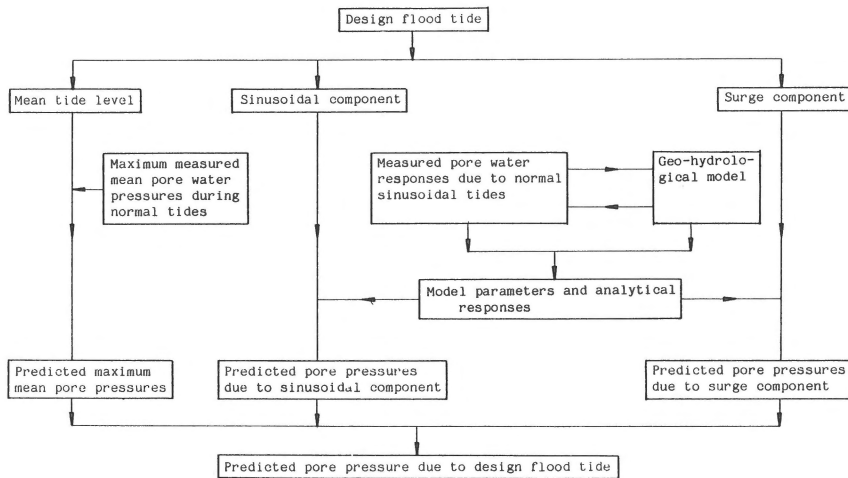 Design flood tide
Mean tide level
Sinusoidal component
Surge component
Maximum measured
mean pore water
pressures during
normal tides
Measured pore water
responses due to normal
sinusoidal tides
Geo-hydrolo-
gical model
Model parameters and analytical
responses
Predicted maximum
mean pore pressures
Predicted pore pressures
due to sinusoidal component
Predicted pore pressures
due to surge component
Predicted pore pressure due to design flood tide